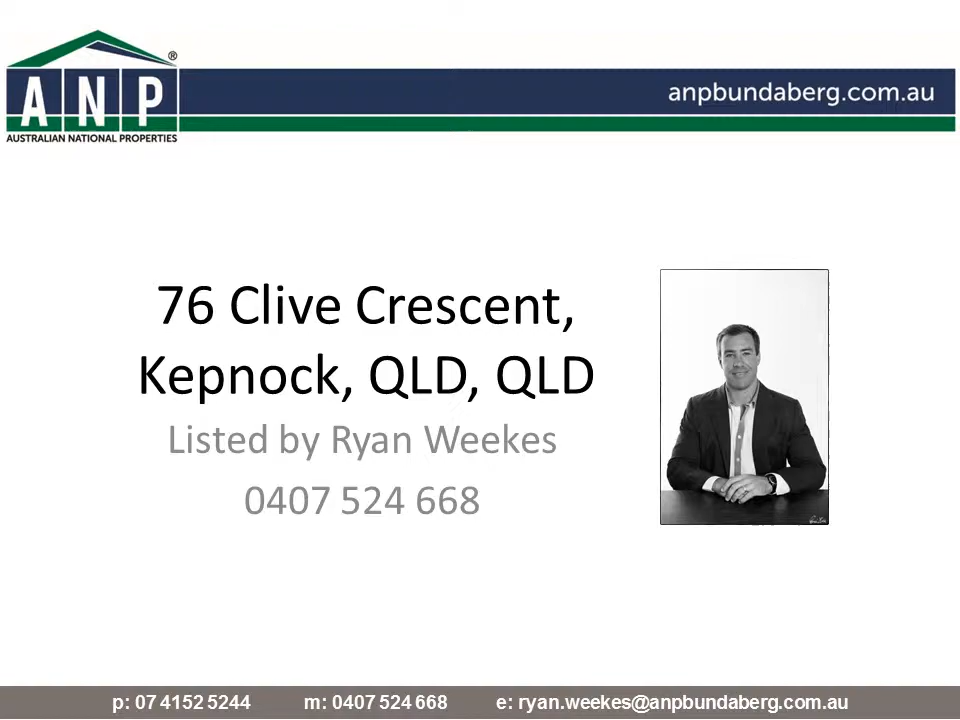 ANP®
AUSTRALIAN NATIONAL PROPERTIES
anpbundaberg.com.au
76 Clive Crescent,
Kepnock, QLD, QLD
Listed by Ryan Weekes
0407 524 668
p: 07 4152 5244 m: 0407 524 668 e: ryan.weekes@anpbundaberg.com.au